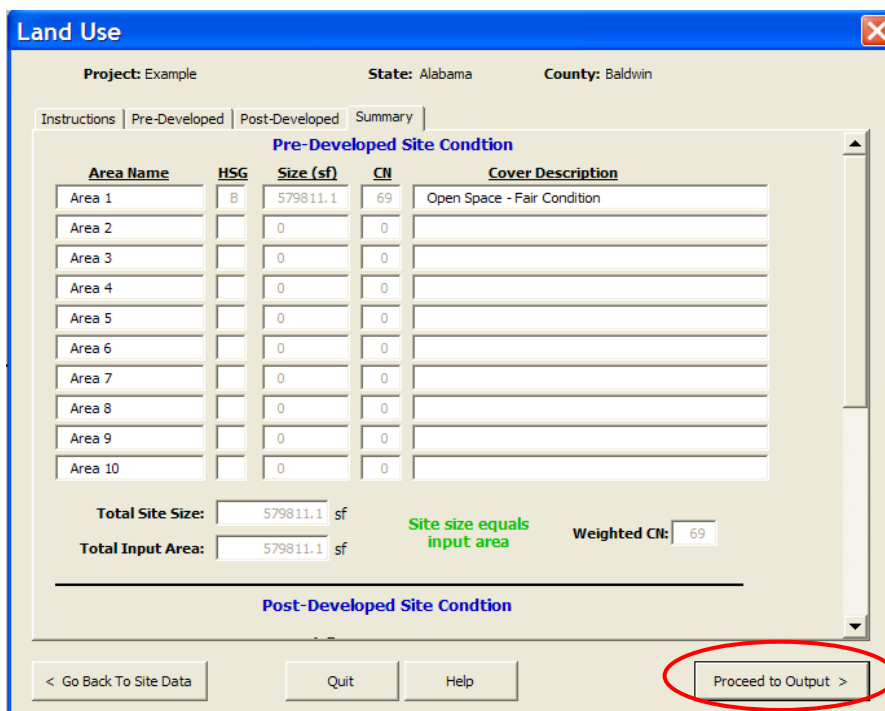 Land Use
Project: Example State: Alabama County: Baldwin
Instructions Pre-Developed Post-Developed Summary
Pre-Developed Site Condtion
Area Name HSG Size (sf) CN Cover Description
Area 1 B 579811.1 69 Open Space - Fair Condition
Area 2 0 0
Area 3 0 0
Area 4 0 0
Area 5 0 0
Area 6 0 0
Area 7 0 0
Area 8 0 0
Area 9 0 0
Area 10 0 0
Total Site Size: 579811.1 sf
Total Input Area: 579811.1 sf
Site size equals
input area
Weighted CN: 69
Post-Developed Site Condtion
< Go Back To Site Data Quit Help Proceed to Output >